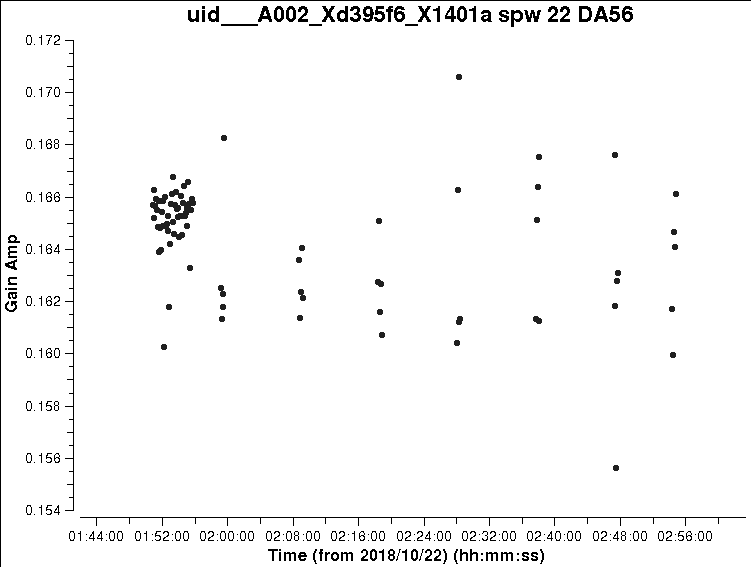 uid___A002_Xd395f6_X1401a spw 22 DA56
0.172
0.170
0.168
0.166
0.164
0.162
0.160
0.158
0.156
0.154
Gain Amp
01:44:00 01:52:00 02:00:00 02:08:00 02:16:00 02:24:00 02:32:00 02:40:00 02:48:00 02:56:00
Time (from 2018/10/22) (hh:mm:ss)